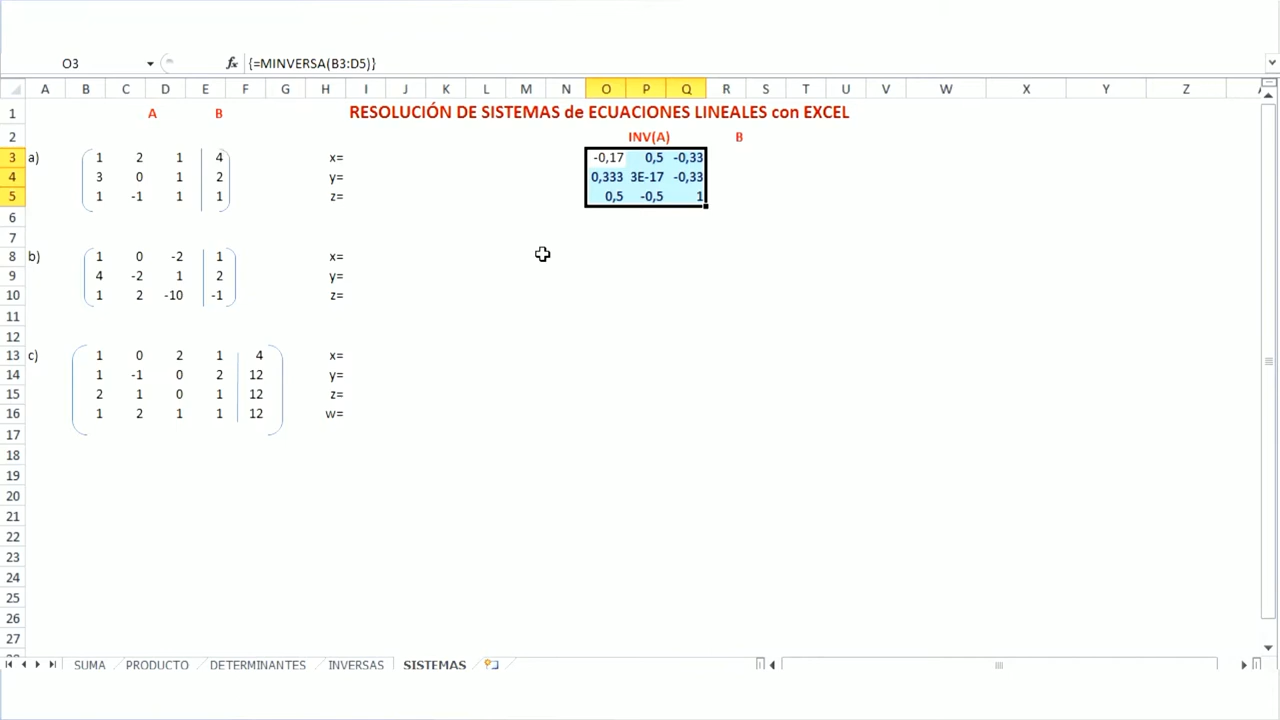 O3 fx {=MINVERSA(B3:D5)}
A B C D E F G H I J K L M N O P Q R S T U V W X Y Z
1 A B RESOLUCIÓN DE SISTEMAS de ECUACIONES LINEALES con EXCEL
2 INV(A) B
3 a) 1 2 1 4 x= -0,17 0,5 -0,33
4 3 0 1 2 y= 0,333 3E-17 -0,33
5 1 -1 1 1 z= 0,5 -0,5 1
6
7
8 b) 1 0 -2 1 x=
9 4 -2 1 2 y=
10 1 2 -10 -1 z=
11
12
13 c) 1 0 2 1 4 x=
14 1 -1 0 2 12 y=
15 2 1 0 1 12 z=
16 1 2 1 1 12 w=
17
18
19
20
21
22
23
24
25
26
27
SUMA PRODUCTO DETERMINANTES INVERSAS SISTEMAS